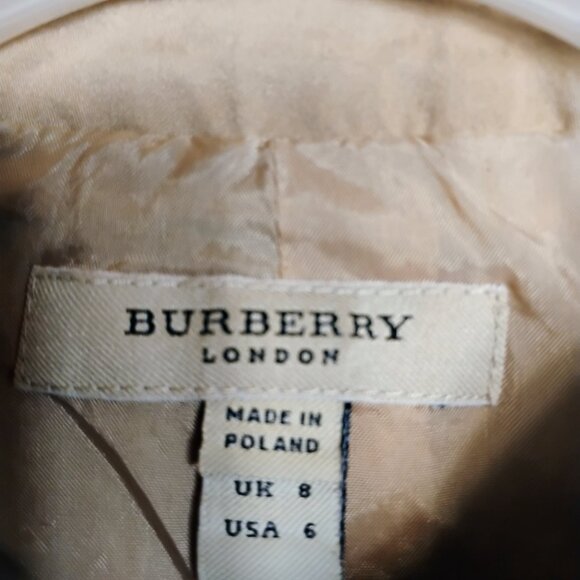 BURBERRY
LONDON
MADE IN
POLAND
UK 8
USA 6